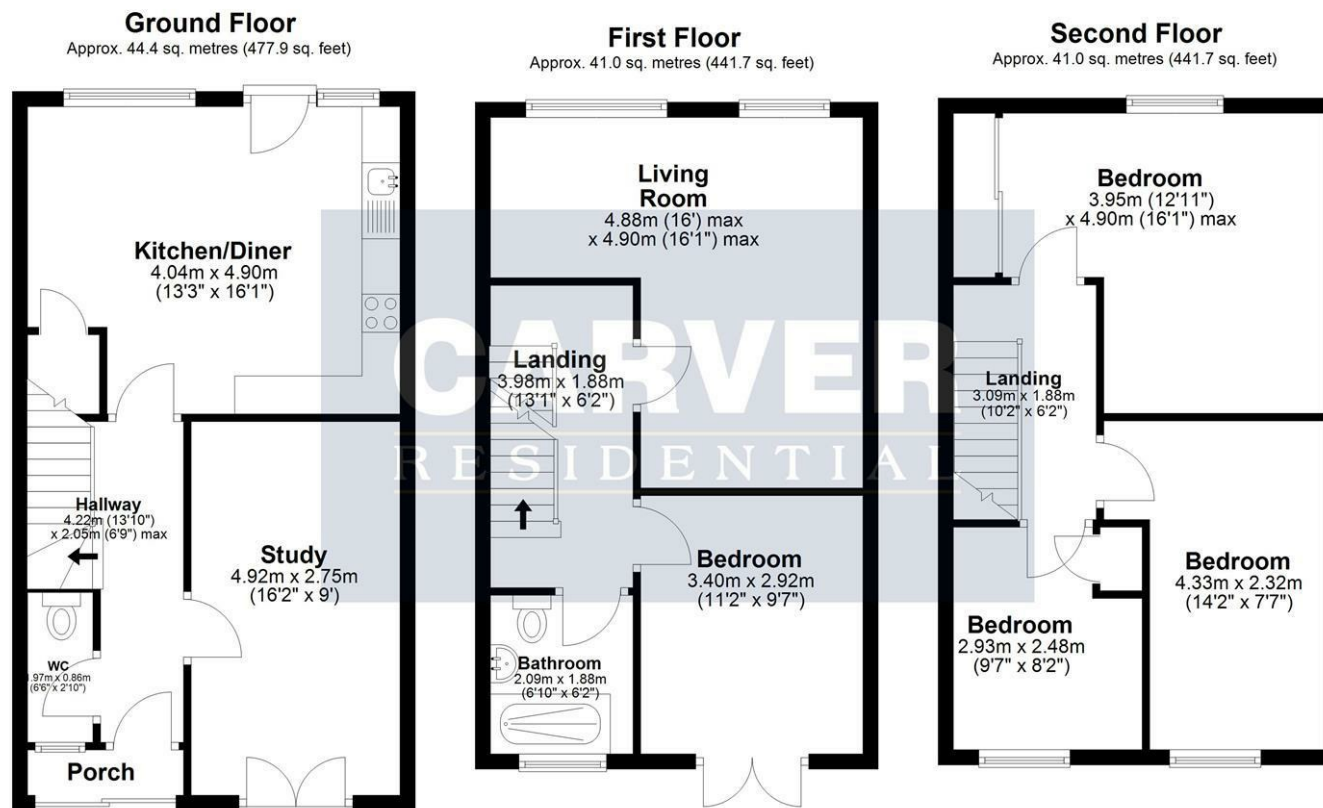 Ground Floor
Approx. 44.4 sq. metres (477.9 sq. feet)
Kitchen/Diner
4.04m x 4.90m
(13'3" x 16'1")
Hallway
4.22m (13'10")
x 2.05m (6'9") max
Study
4.92m x 2.75m
(16'2" x 9')
WC
1.97m x 0.86m
(6'6" x 2'10")
Porch
First Floor
Approx. 41.0 sq. metres (441.7 sq. feet)
Living
Room
4.88m (16') max
x 4.90m (16'1") max
Landing
3.98m x 1.88m
(13'1" x 6'2")
Bedroom
3.40m x 2.92m
(11'2" x 9'7")
Bathroom
2.09m x 1.88m
(6'10" x 6'2")
Second Floor
Approx. 41.0 sq. metres (441.7 sq. feet)
Bedroom
3.95m (12'11")
x 4.90m (16'1") max
Landing
3.09m x 1.88m
(10'2" x 6'2")
Bedroom
4.33m x 2.32m
(14'2" x 7'7")
Bedroom
2.93m x 2.48m
(9'7" x 8'2")
CARVER
RESIDENTIAL